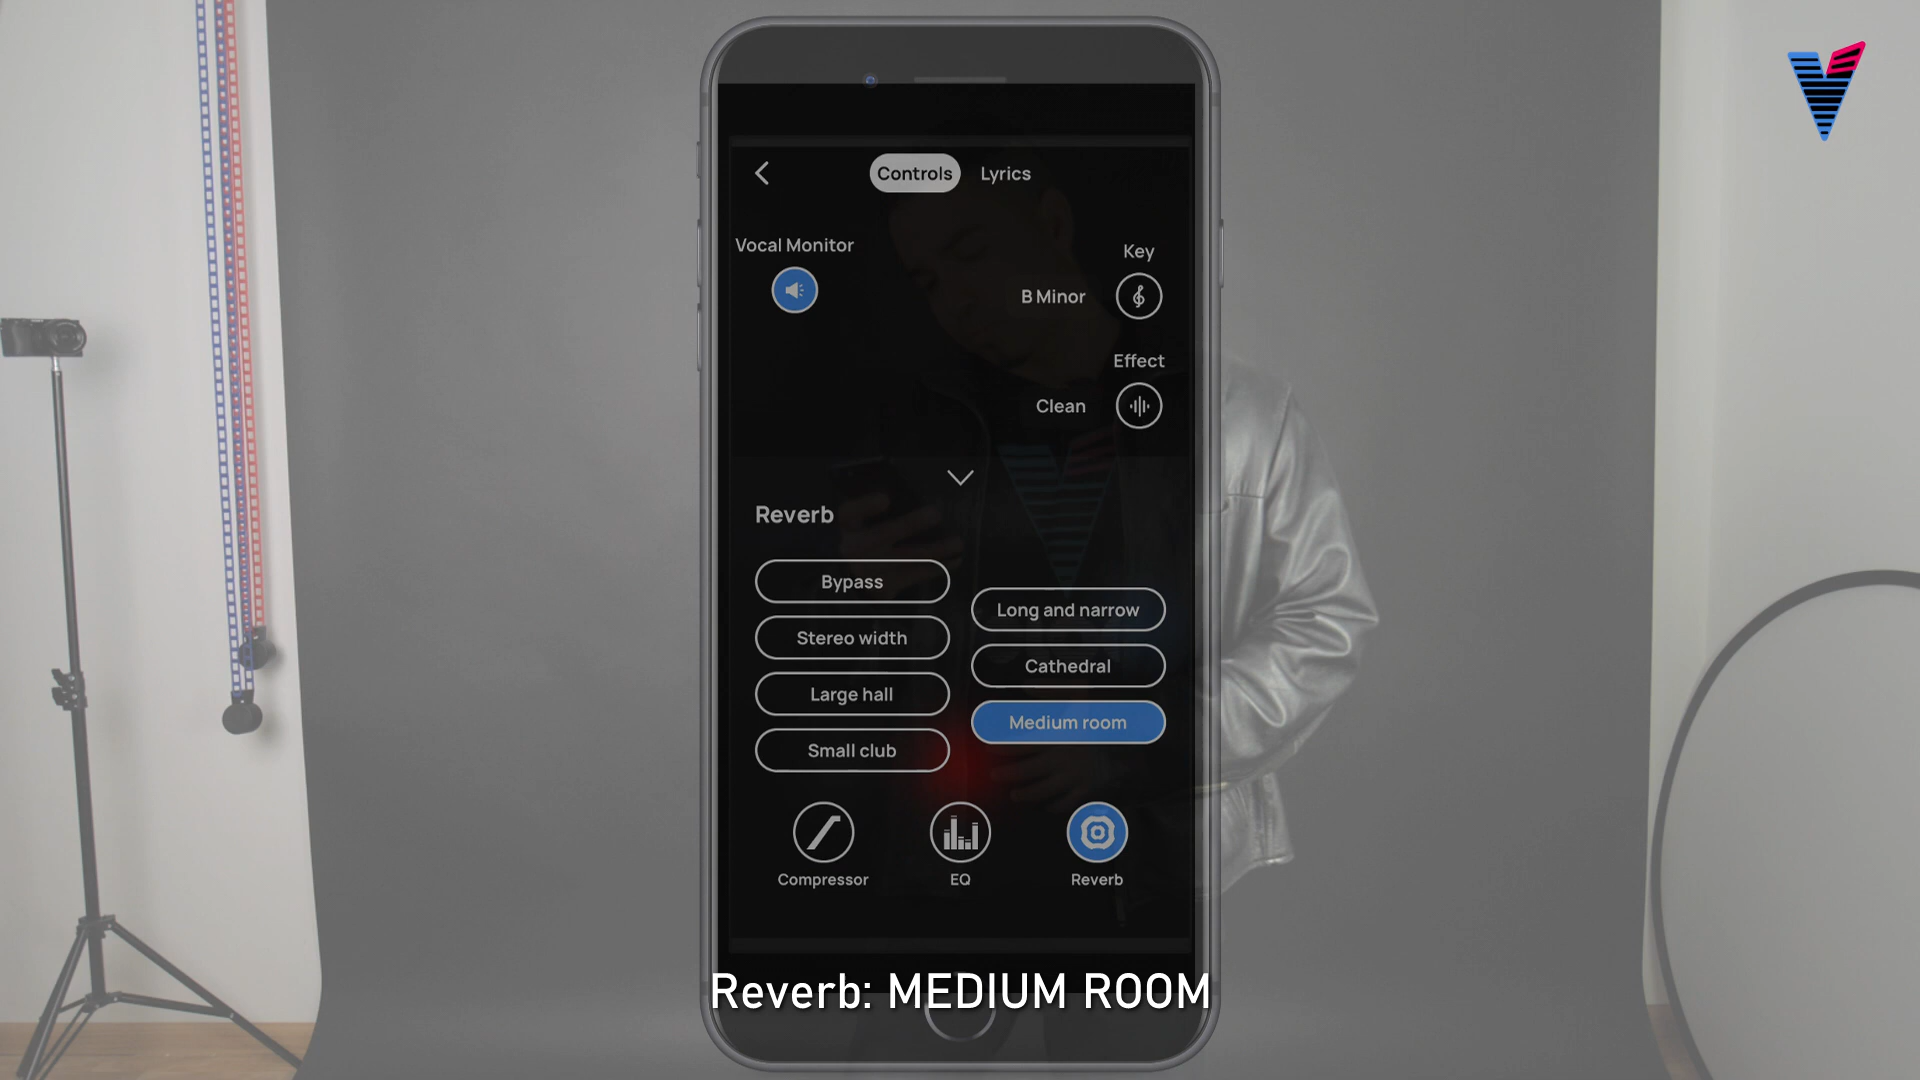 Controls Lyrics
Vocal Monitor
Key
B Minor
Effect
Clean
Reverb
Bypass
Stereo width
Large hall
Small club
Long and narrow
Cathedral
Medium room
Compressor EQ Reverb
Reverb: MEDIUM ROOM